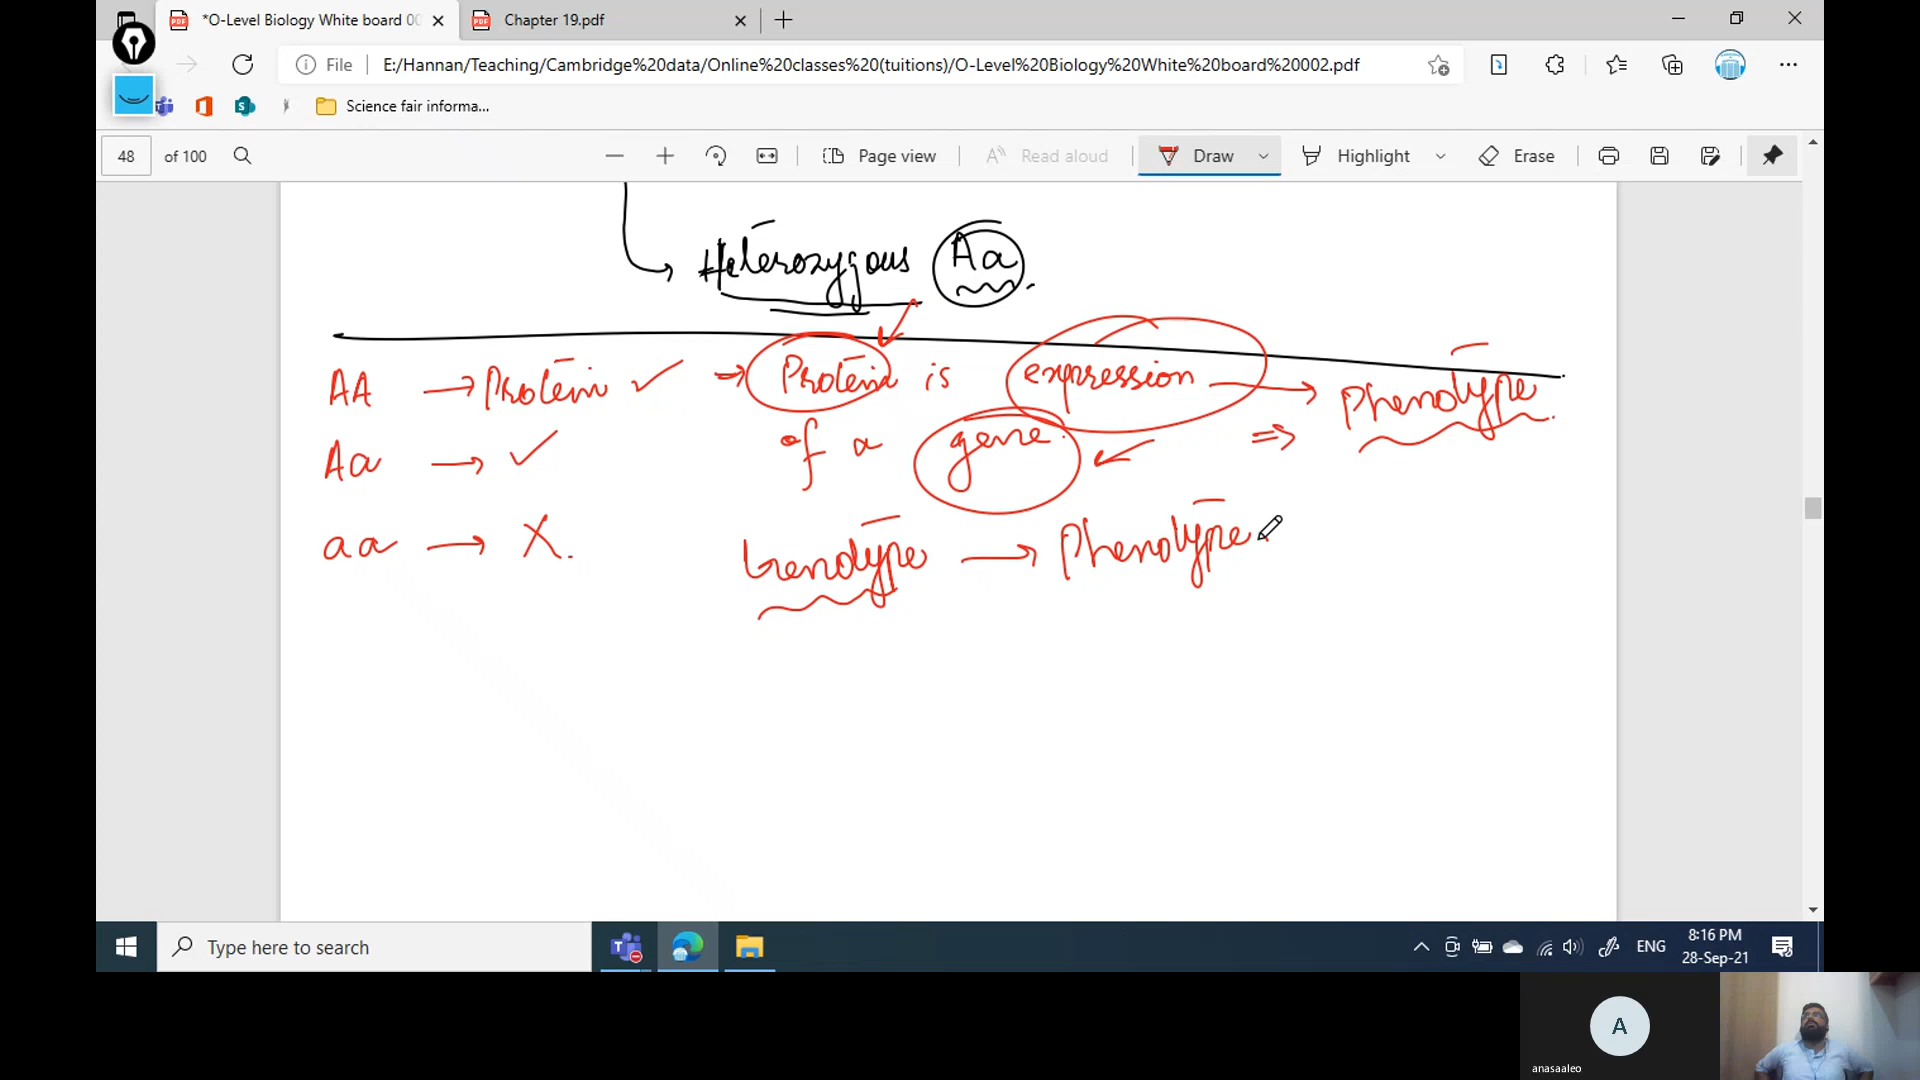 *O-Level Biology White board 00
Chapter 19.pdf
File E:/Hannan/Teaching/Cambridge%20data/Online%20classes%20(tuitions)/O-Level%20Biology%20White%20board%20002.pdf
Science fair informa...
48 of 100 Page view Read aloud Draw Highlight Erase
Heterozygous Aa
AA → Protein ✓ ⇒ Protein is expression → Phenotype
Aa → ✓ of a gene. ⇒
aa → X. Genotype → Phenotype
Type here to search
ENG
8:16 PM
28-Sep-21
A
anasaaleo